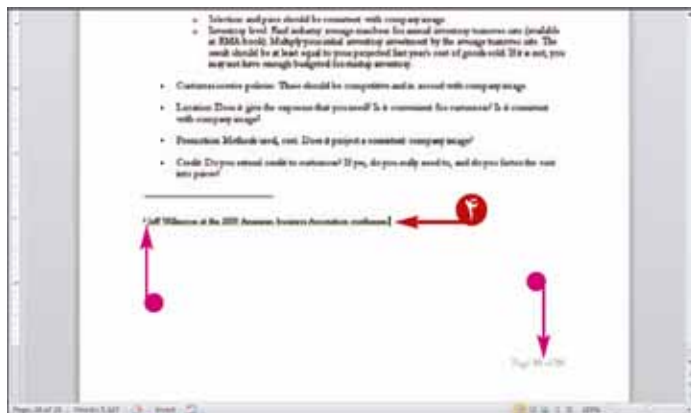 o Selection and price should be consistent with company image.
o Inventory level: Find industry average numbers for annual inventory turnover rate (available
at RMA book). Multiply your initial inventory investment by the average turnover rate. The
result should be at least equal to your projected first year's cost of goods sold. If it is not, you
may not have enough budgeted for startup inventory.
• Customer service policies: These should be competitive and in accord with company image.
• Location: Does it give the exposure that you need? Is it convenient for customers? Is it consistent
with company image?
• Promotion: Methods used, cost. Does it project a consistent company image?
• Credit: Do you extend credit to customers? If yes, do you really need to, and do you factor the cost
into prices?
Jeff Wilkerson at the 2009 American Business Association conference
۴
Page of
Words:
Insert